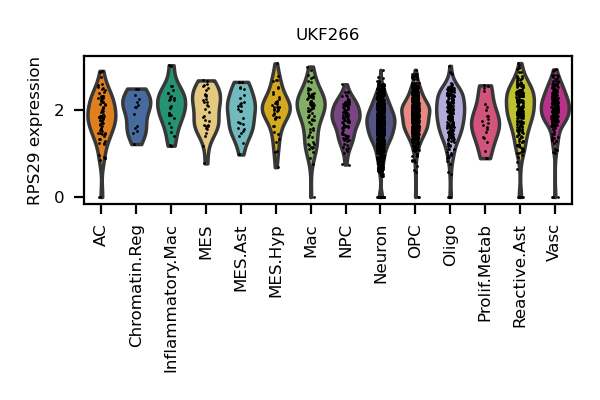 UKF266
RPS29 expression
2
0
AC
Chromatin.Reg
Inflammatory.Mac
MES
MES.Ast
MES.Hyp
Mac
NPC
Neuron
OPC
Oligo
Prolif.Metab
Reactive.Ast
Vasc